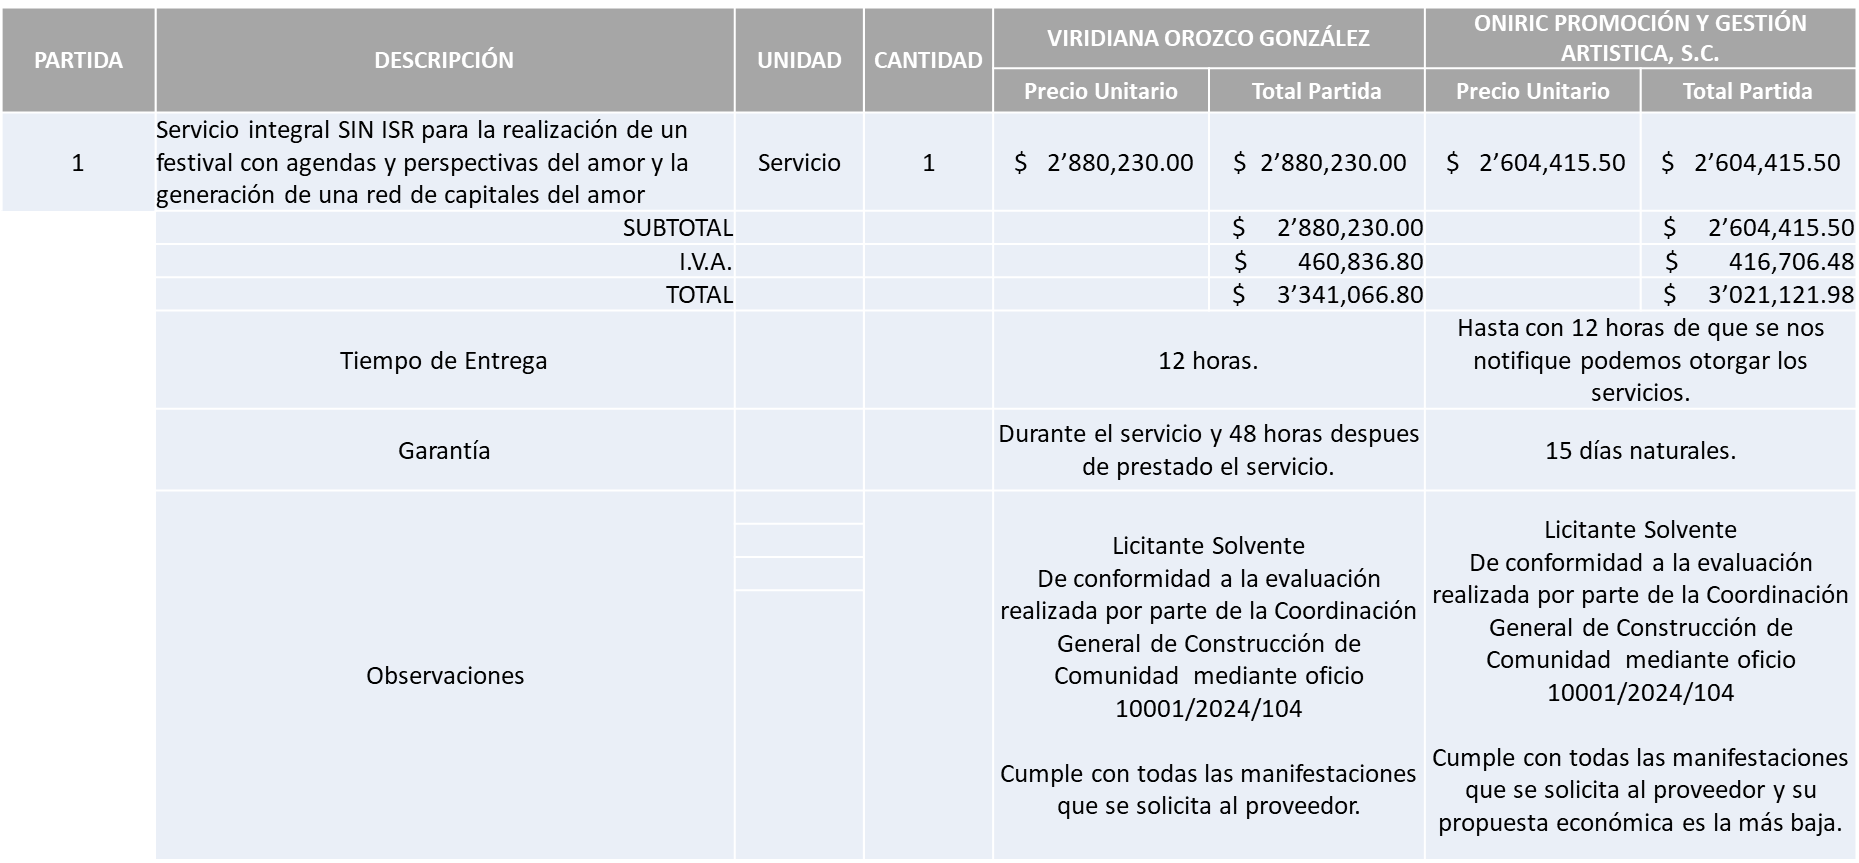 PARTIDA
DESCRIPCIÓN
UNIDAD
CANTIDAD
VIRIDIANA OROZCO GONZÁLEZ
ONIRIC PROMOCIÓN Y GESTIÓN
ARTISTICA, S.C.
Precio Unitario
Total Partida
Precio Unitario
Total Partida
1
Servicio integral SIN ISR para la realización de un
festival con agendas y perspectivas del amor y la
generación de una red de capitales del amor
Servicio
1
$ 2’880,230.00
$ 2’880,230.00
$ 2’604,415.50
$ 2’604,415.50
SUBTOTAL
$ 2’880,230.00
$ 2’604,415.50
I.V.A.
$ 460,836.80
$ 416,706.48
TOTAL
$ 3’341,066.80
$ 3’021,121.98
Tiempo de Entrega
12 horas.
Hasta con 12 horas de que se nos
notifique podemos otorgar los
servicios.
Garantía
Durante el servicio y 48 horas despues
de prestado el servicio.
15 días naturales.
Observaciones
Licitante Solvente
De conformidad a la evaluación
realizada por parte de la Coordinación
General de Construcción de
Comunidad mediante oficio
10001/2024/104
Cumple con todas las manifestaciones
que se solicita al proveedor.
Licitante Solvente
De conformidad a la evaluación
realizada por parte de la Coordinación
General de Construcción de
Comunidad mediante oficio
10001/2024/104
Cumple con todas las manifestaciones
que se solicita al proveedor y su
propuesta económica es la más baja.